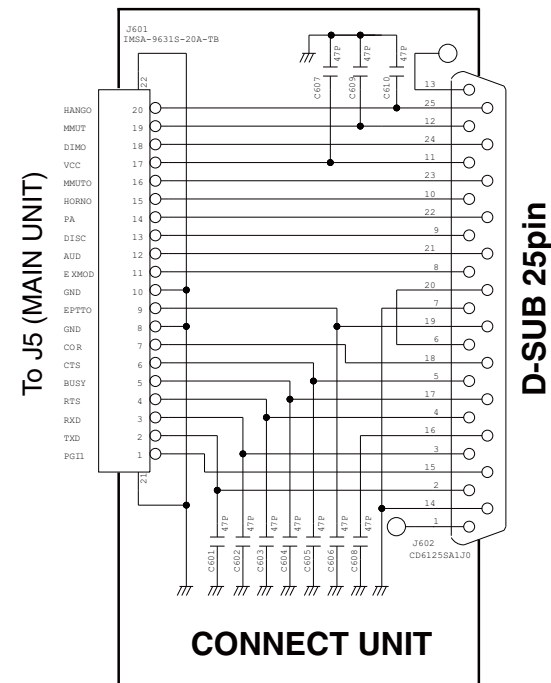 J601
IMSA-9631S-20A-TB
22
47P
47P
47P
C607
C609
C610
13
HANGO 20 25
MMUT 19 12
DIMO 18 24
VCC 17 11
MMUTO 16 23
HORNO 15 10
PA 14 22
DISC 13 9
AUD 12 21
EXMOD 11 8
GND 10 20
EPTTO 9 7
GND 8 19
COR 7 6
18
CTS 6 5
BUSY 5 17
RTS 4 4
16
RXD 3 3
TXD 2 15
PGI1 1 2
21
14
1
To J5 (MAIN UNIT)
D-SUB 25pin
47P
47P
47P
47P
47P
47P
47P
C601
C602
C603
C604
C605
C606
C608
J602
CD6125SA1J0
CONNECT UNIT